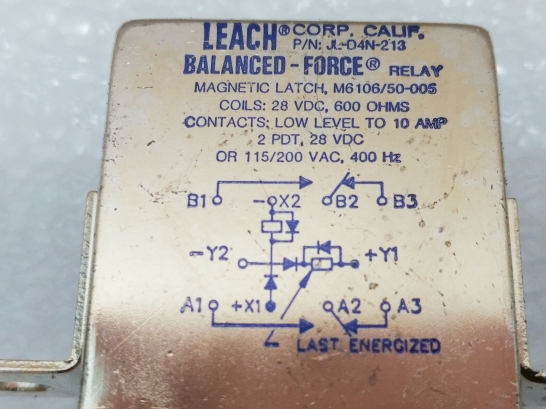 LEACH® CORP. CALIF.
P/N: JL-D4N-213
BALANCED-FORCE® RELAY
MAGNETIC LATCH, M6106/50-005
COILS: 28 VDC, 600 OHMS
CONTACTS: LOW LEVEL TO 10 AMP
2 PDT, 28 VDC
OR 115/200 VAC, 400 Hz
B1 -X2 B2 B3
-Y2 +Y1
A1 +X1 A2 A3
LAST ENERGIZED